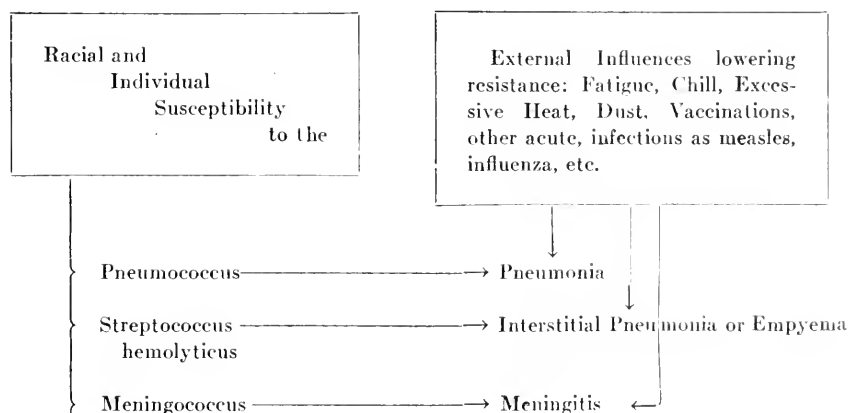 Racial and
Individual
Susceptibility
to the
External Influences lowering
resistance: Fatigue, Chill, Exces-
sive Heat, Dust, Vaccinations,
other acute, infections as measles,
influenza, etc.
Pneumococcus → Pneumonia
Streptococcus → Interstitial Pneumonia or Empyema
hemolyticus
Meningococcus → Meningitis ←